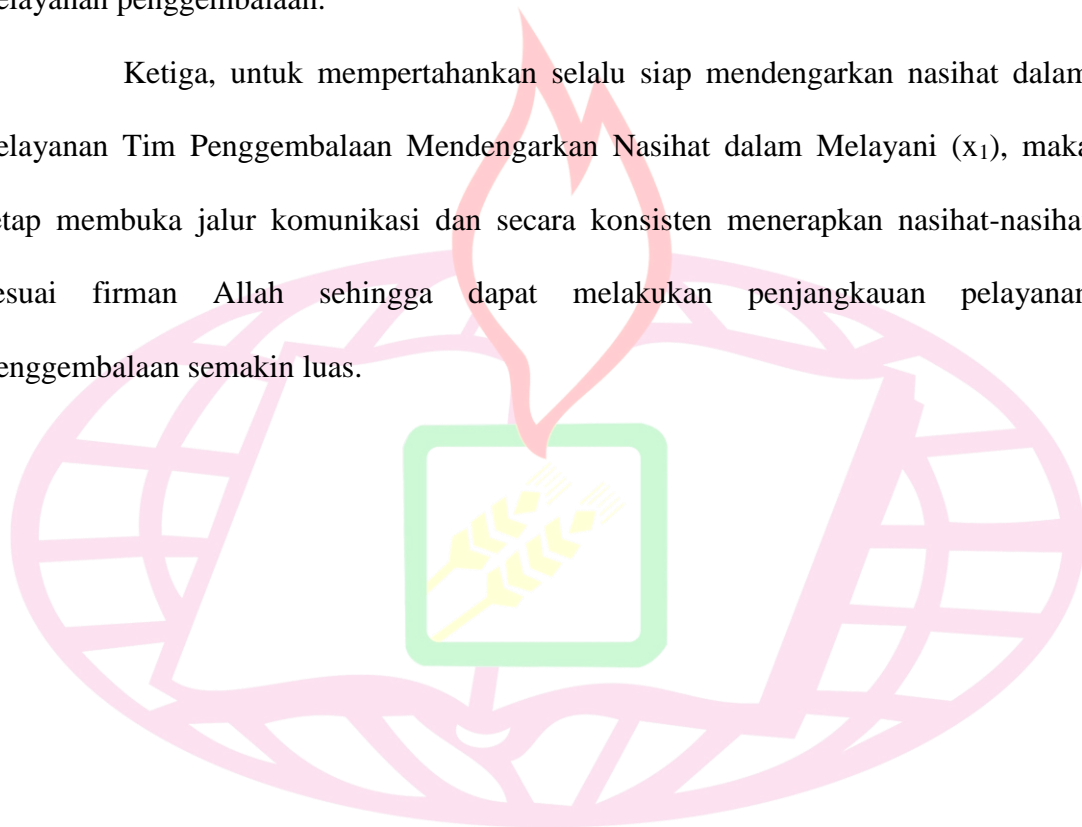 elayanan penggembalaan.
Ketiga, untuk mempertahankan selalu siap mendengarkan nasihat dalam
elayanan Tim Penggembalaan Mendengarkan Nasihat dalam Melayani (x₁), maka
etap membuka jalur komunikasi dan secara konsisten menerapkan nasihat-nasiha
esuai firman Allah sehingga dapat melakukan penjangkauan pelayanan
enggembalaan semakin luas.